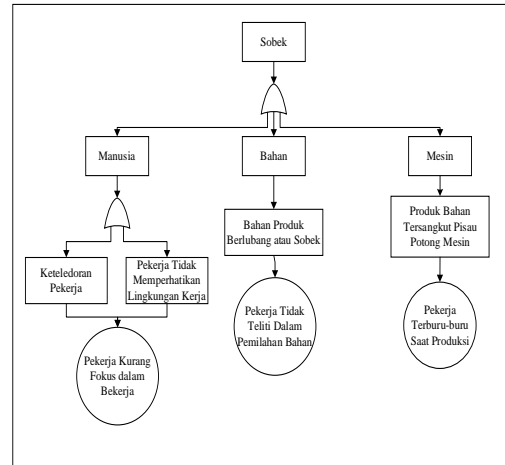 Sobek
Manusia
Bahan
Mesin
Keteledoran
Pekerja
Pekerja Tidak
Memperhatikan
Lingkungan Kerja
Bahan Produk
Berlubang atau Sobek
Produk Bahan
Tersangkut Pisau
Potong Mesin
Pekerja Kurang
Fokus dalam
Bekerja
Pekerja Tidak
Teliti Dalam
Pemilahan Bahan
Pekerja
Terburu-buru
Saat Produksi